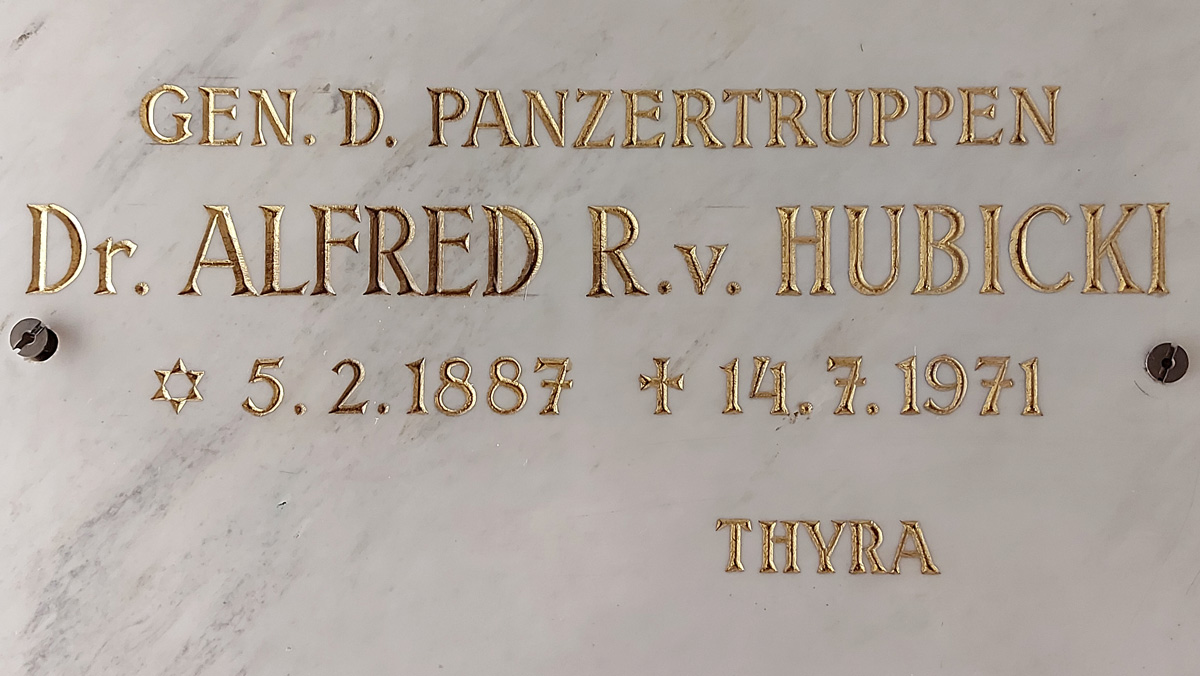 GEN. D. PANZERTRUPPEN
Dr. ALFRED R. v. HUBICKI
✡ 5. 2. 1887 ✝ 14. 7. 1971
THYRA